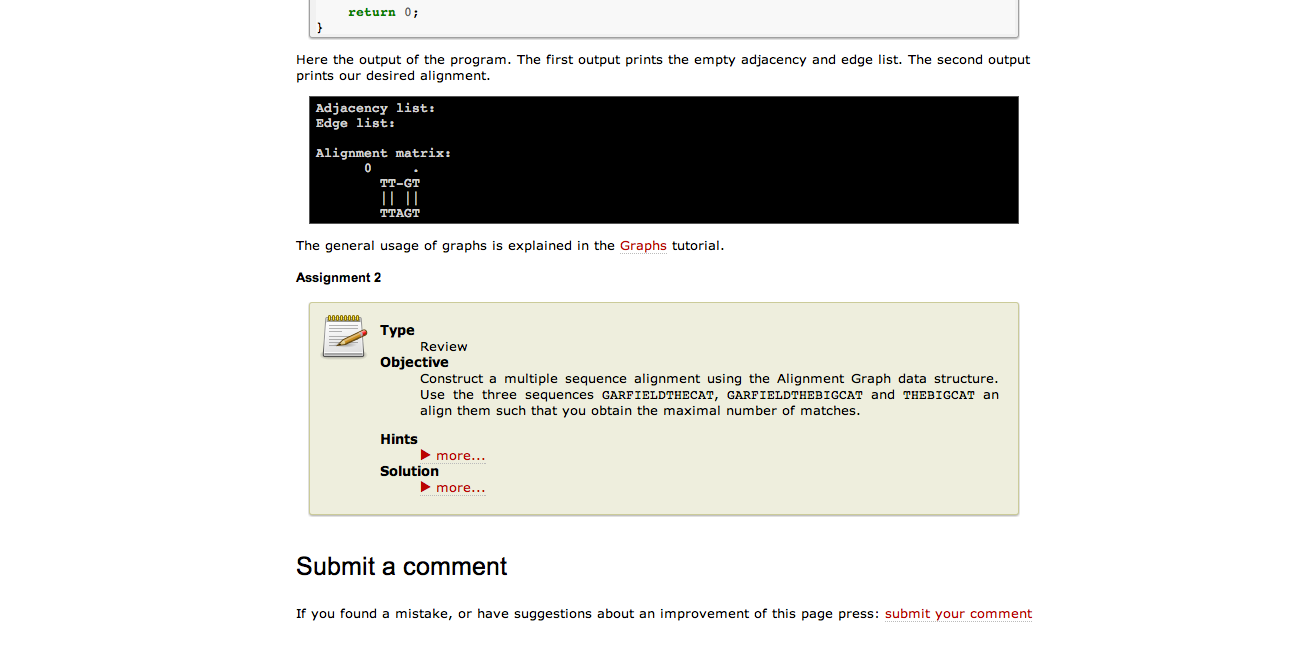 return 0;
}
Here the output of the program. The first output prints the empty adjacency and edge list. The second output
prints our desired alignment.
Adjacency list:
Edge list:
Alignment matrix:
0     .
TT-GT
|| ||
TTAGT
The general usage of graphs is explained in the Graphs tutorial.
Assignment 2
Type
Review
Objective
Construct a multiple sequence alignment using the Alignment Graph data structure.
Use the three sequences GARFIELDTHECAT, GARFIELDTHEBIGCAT and THEBIGCAT an
align them such that you obtain the maximal number of matches.
Hints
▶ more...
Solution
▶ more...
Submit a comment
If you found a mistake, or have suggestions about an improvement of this page press: submit your comment